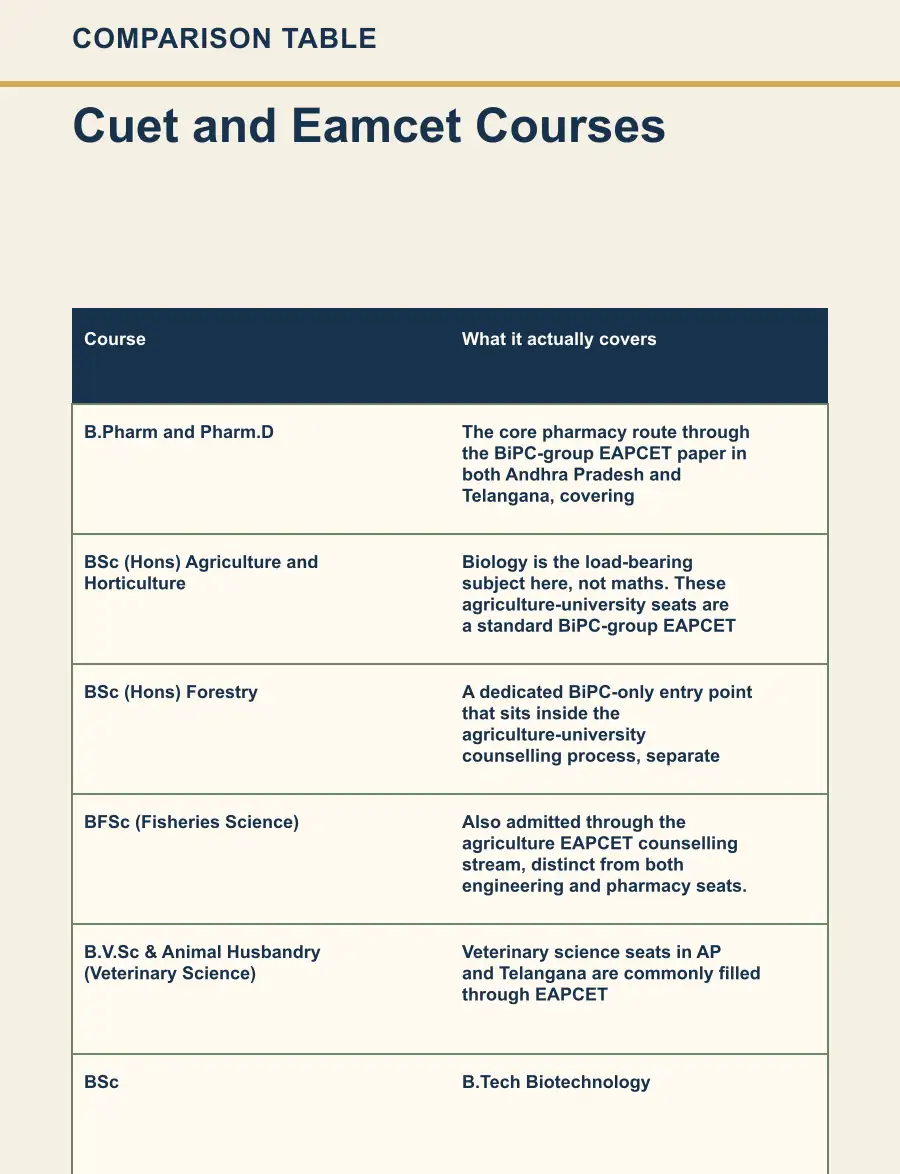 COMPARISON TABLE
Cuet and Eamcet Courses
Course
What it actually covers
B.Pharm and Pharm.D
The core pharmacy route through
the BiPC-group EAPCET paper in
both Andhra Pradesh and
Telangana, covering
BSc (Hons) Agriculture and
Horticulture
Biology is the load-bearing
subject here, not maths. These
agriculture-university seats are
a standard BiPC-group EAPCET
BSc (Hons) Forestry
A dedicated BiPC-only entry point
that sits inside the
agriculture-university
counselling process, separate
BFSc (Fisheries Science)
Also admitted through the
agriculture EAPCET counselling
stream, distinct from both
engineering and pharmacy seats.
B.V.Sc & Animal Husbandry
(Veterinary Science)
Veterinary science seats in AP
and Telangana are commonly filled
through EAPCET
BSc
B.Tech Biotechnology